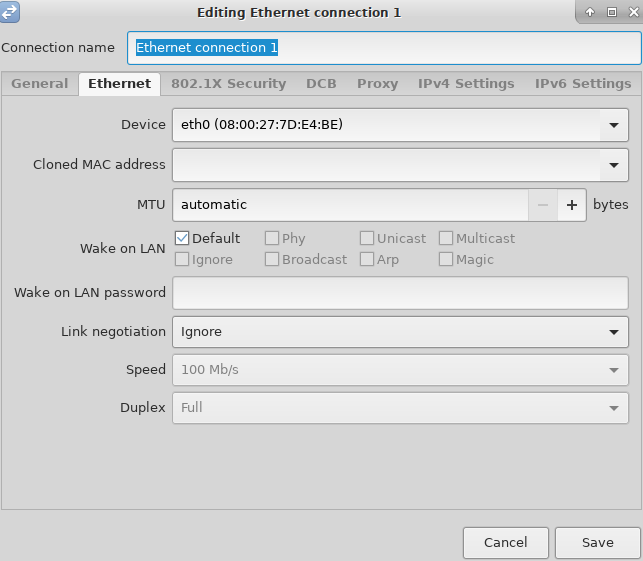 Editing Ethernet connection 1
Connection name Ethernet connection 1
General Ethernet 802.1X Security DCB Proxy IPv4 Settings IPv6 Settings
Device eth0 (08:00:27:7D:E4:BE)
Cloned MAC address
MTU automatic − + bytes
Wake on LAN
Default Phy Unicast Multicast
Ignore Broadcast Arp Magic
Wake on LAN password
Link negotiation Ignore
Speed 100 Mb/s
Duplex Full
Cancel Save